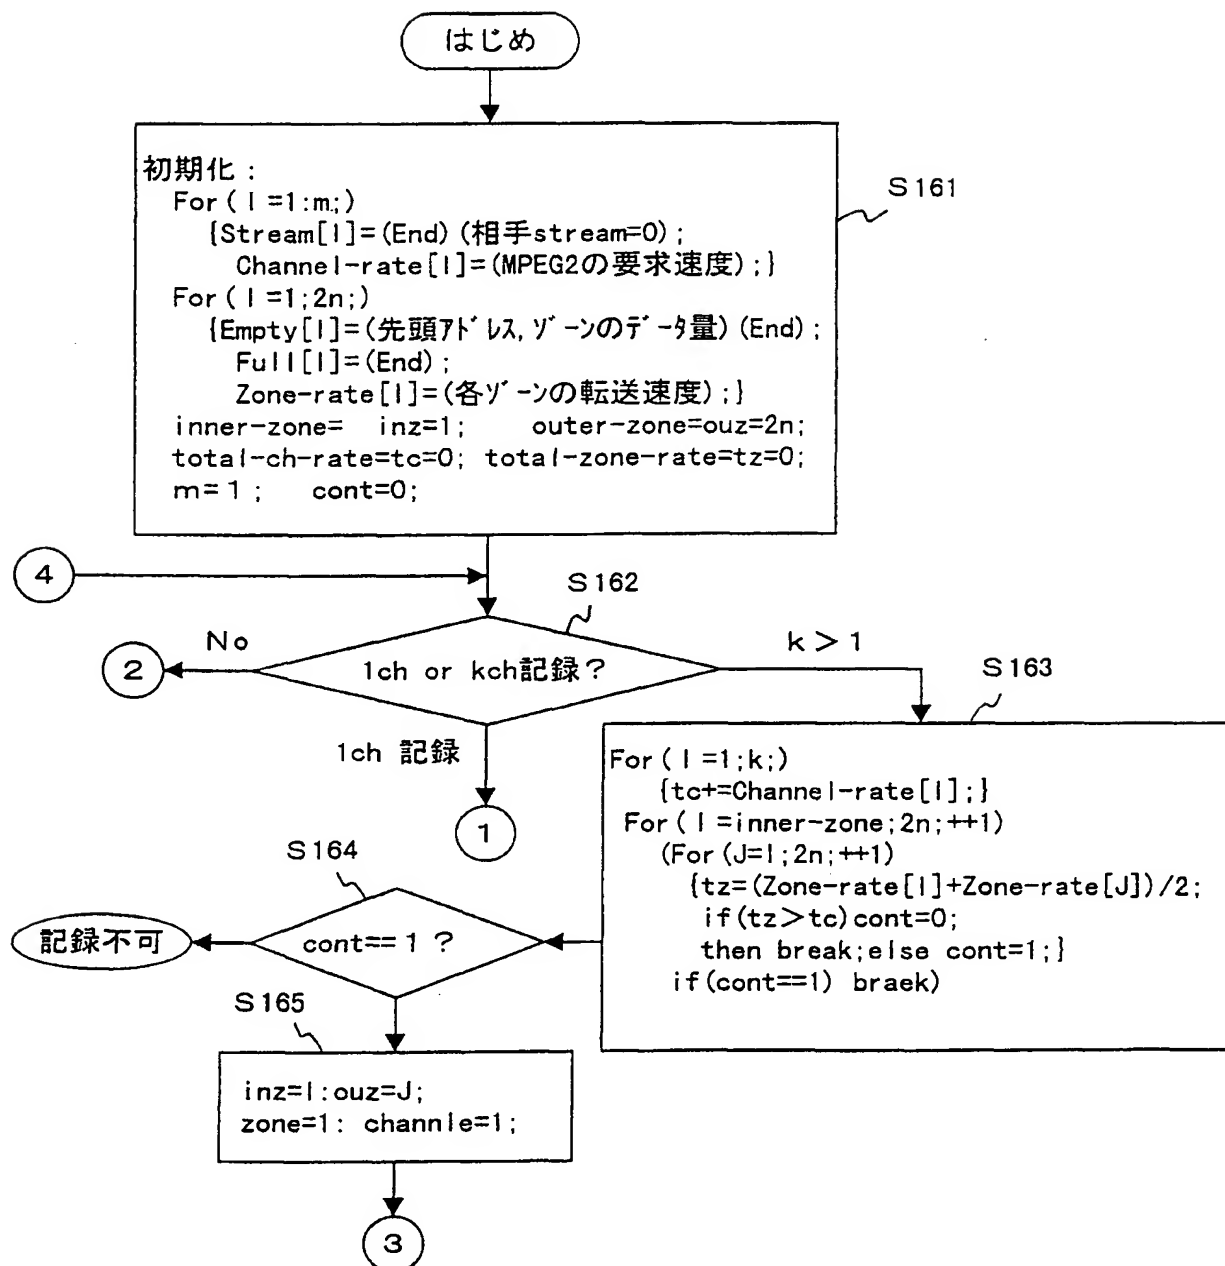 はじめ
初期化:
For(I=1:m;)
{Stream[I]=(End)(相手stream=0);
Channel-rate[I]=(MPEG2の要求速度);}
For(I=1;2n;)
{Empty[I]=(先頭アドレス,ゾーンのデータ量)(End);
Full[I]=(End);
Zone-rate[I]=(各ゾーンの転送速度);}
inner-zone= inz=1; outer-zone=ouz=2n;
total-ch-rate=tc=0; total-zone-rate=tz=0;
m=1; cont=0;
S161
4
S162
No
2
1ch or kch記録?
k>1
S163
1ch 記録
1
For(I=1;k;)
{tc+=Channel-rate[I];}
For(I=inner-zone;2n;++1)
(For(J=I;2n;++1)
{tz=(Zone-rate[I]+Zone-rate[J])/2;
if(tz>tc)cont=0;
then break;else cont=1;}
if(cont==1) braek)
S164
記録不可
cont==1?
S165
inz=I:ouz=J;
zone=1: channle=1;
3